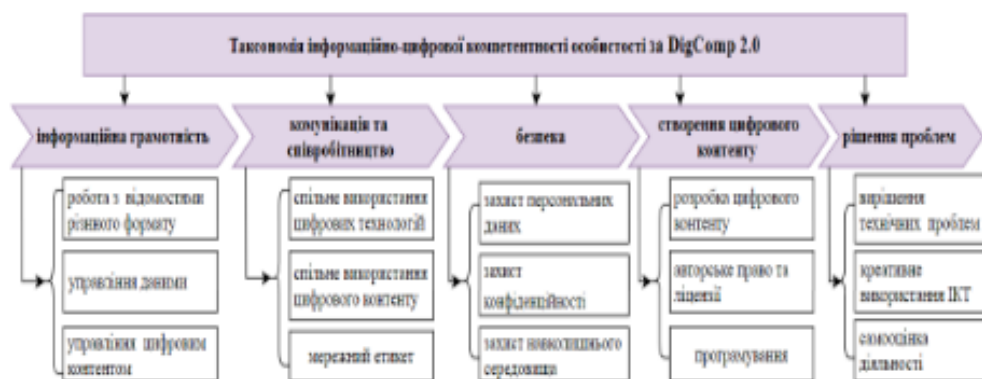 Таксономія інформаційно-цифрової компетентності особистості за DigComp 2.0
інформаційна грамотність
робота з відомостями
різного формату
управління даними
управління цифровим
контентом
комунікація та
співробітництво
спільне використання
цифрових технологій
спільне використання
цифрового контенту
мережний етикет
безпека
захист персональних
даних
захист
конфіденційності
захист навколишнього
середовища
створення цифрового
контенту
розробка цифрового
контенту
авторське право та
ліцензії
програмування
рішення проблем
вирішення
технічних проблем
креативне
використання ІКТ
самооцінка
діяльності